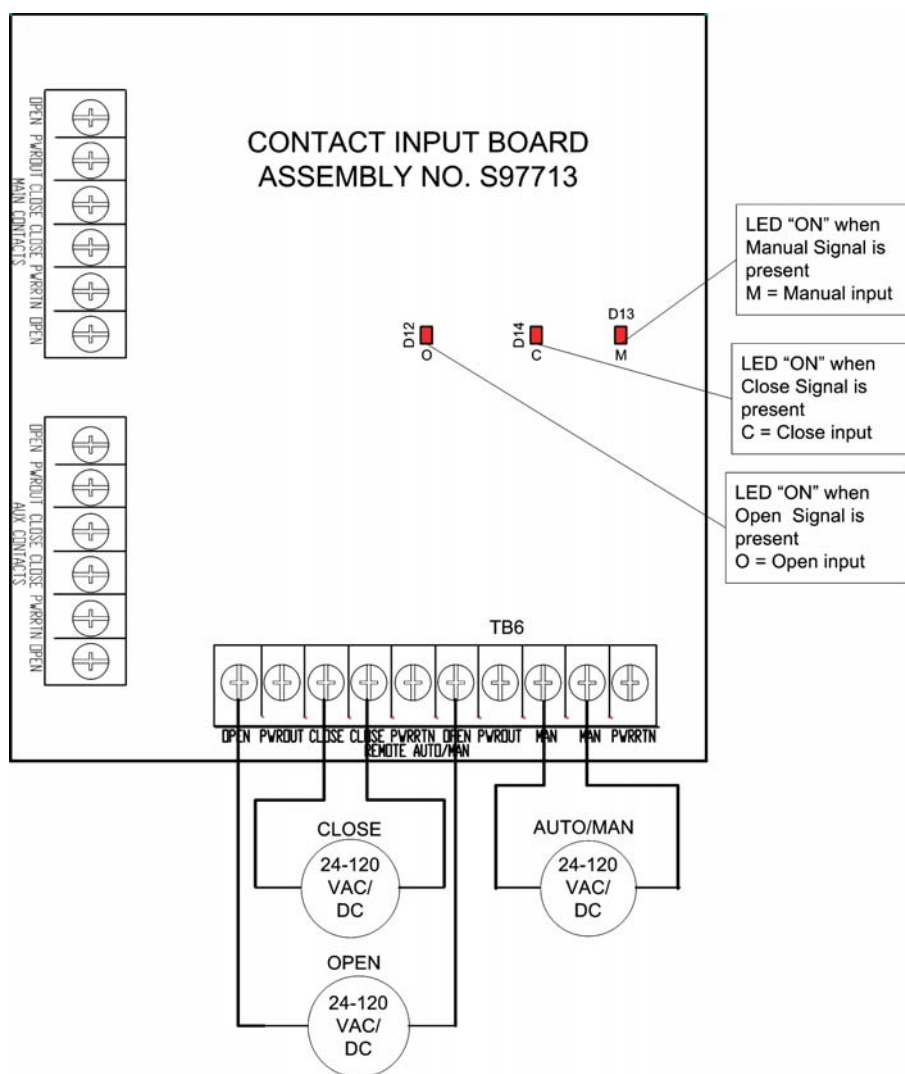 CONTACT INPUT BOARD
ASSEMBLY NO. S97713
OPEN PWROUT CLOSE CLOSE PWRRTN OPEN
MAIN CONTACTS
OPEN PWROUT CLOSE CLOSE PWRRTN OPEN
AUX CONTACTS
D12
O
D14
C
D13
M
LED “ON” when
Manual Signal is
present
M = Manual input
LED “ON” when
Close Signal is
present
C = Close input
LED “ON” when
Open Signal is
present
O = Open input
TB6
OPEN PWROUT CLOSE CLOSE PWRRTN OPEN PWROUT MAN MAN PWRRTN
REMOTE AUTO/MAN
CLOSE
24-120
VAC/
DC
AUTO/MAN
24-120
VAC/
DC
OPEN
24-120
VAC/
DC